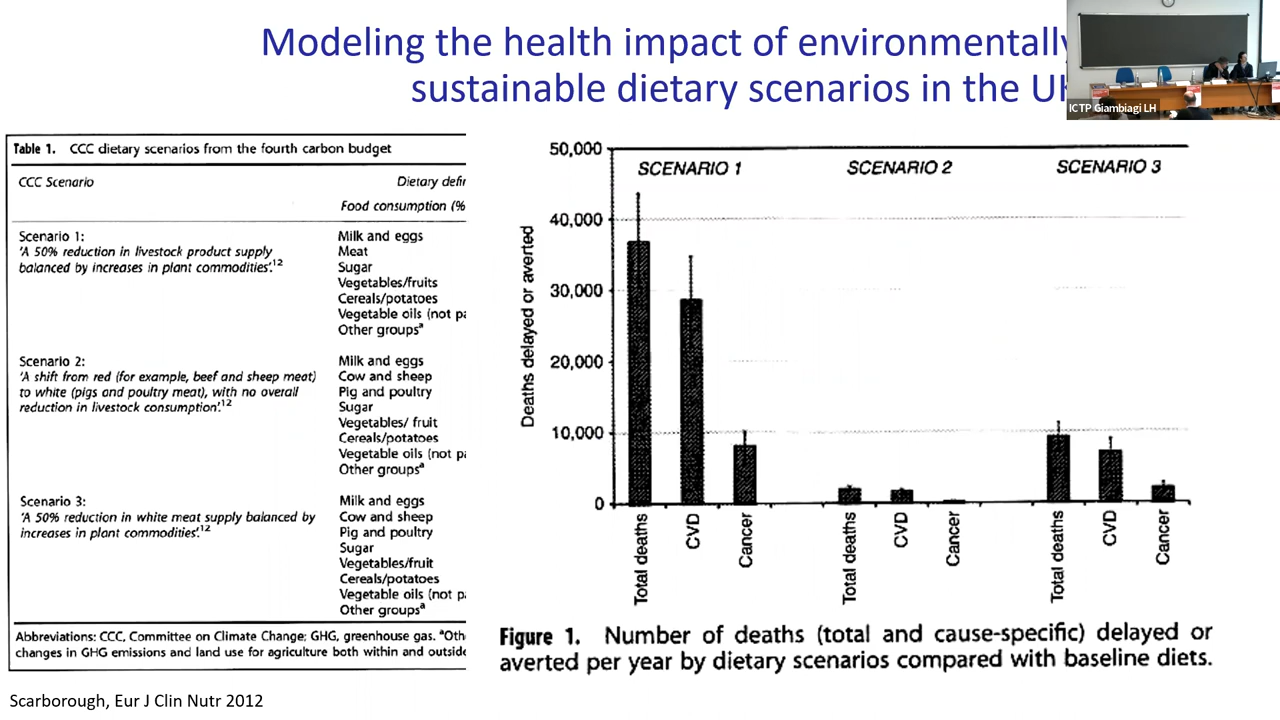 Modeling the health impact of environmentally
sustainable dietary scenarios in the
ICTP Giambiagi LH
Table 1. CCC dietary scenarios from the fourth carbon budget
CCC Scenario
Dietary
Food consumption (%
Scenario 1:
'A 50% reduction in livestock product supply
balanced by increases in plant commodities'.12
Milk and eggs
Meat
Sugar
Vegetables/fruits
Cereals/potatoes
Vegetable oils (not
Other groupsa
Scenario 2:
'A shift from red (for example, beef and sheep meat)
to white (pigs and poultry meat), with no overall
reduction in livestock consumption'.12
Milk and eggs
Cow and sheep
Pig and poultry
Sugar
Vegetables/ fruit
Cereals/potatoes
Vegetable oils (not
Other groupsa
Scenario 3:
'A 50% reduction in white meat supply balanced by
increases in plant commodities'.12
Milk and eggs
Cow and sheep
Pig and poultry
Sugar
Vegetables/fruit
Cereals/potatoes
Vegetable oils (not
Other groupsa
Abbreviations: CCC, Committee on Climate Change; GHG, greenhouse gas.
changes in GHG emissions and land use for agriculture both within and outside
Deaths delayed or averted
50,000
40,000
30,000
20,000
10,000
0
SCENARIO 1
SCENARIO 2
SCENARIO 3
Total deaths
CVD
Cancer
Total deaths
CVD
Cancer
Total deaths
CVD
Cancer
Figure 1. Number of deaths (total and cause-specific) delayed or
averted per year by dietary scenarios compared with baseline diets.
Scarborough, Eur J Clin Nutr 2012